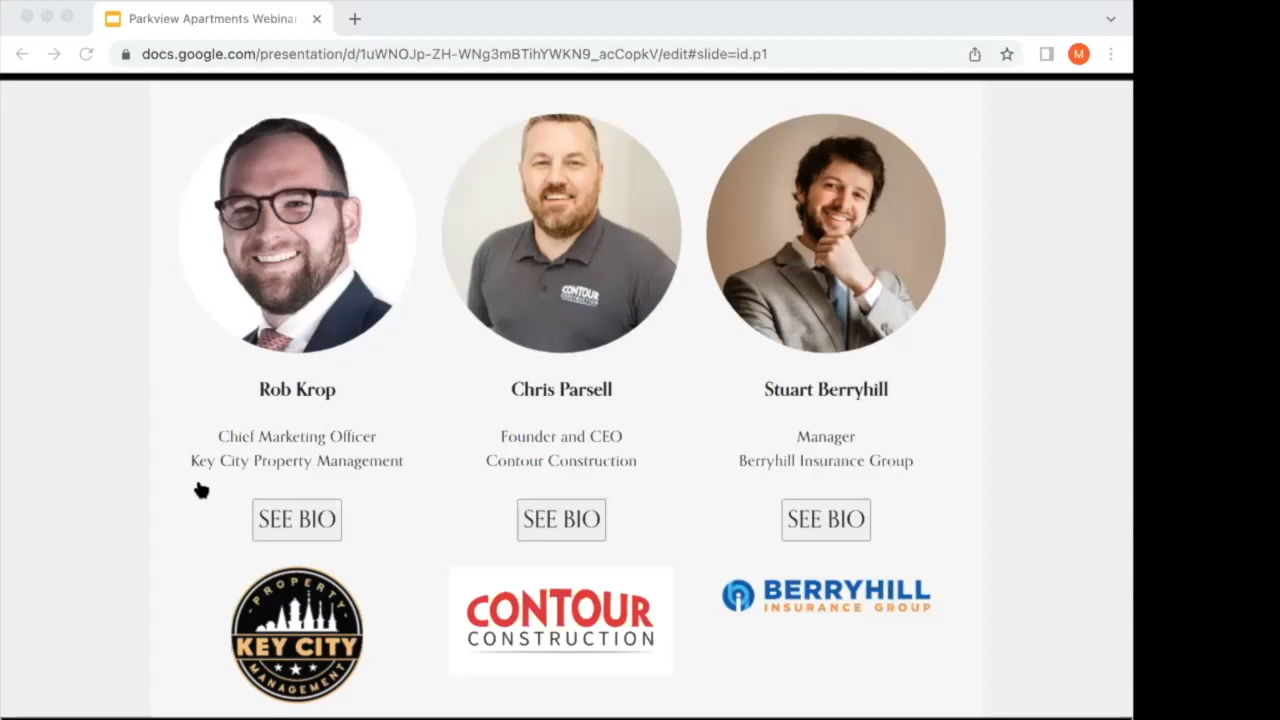 Parkview Apartments Webinar
docs.google.com/presentation/d/1uWNOJp-ZH-WNg3mBTihYWKN9_acCopkV/edit#slide=id.p1
M
CONTOUR
CONSTRUCTION
Rob Krop
Chris Parsell
Stuart Berryhill
Chief Marketing Officer
Key City Property Management
Founder and CEO
Contour Construction
Manager
Berryhill Insurance Group
SEE BIO
SEE BIO
SEE BIO
PROPERTY
KEY CITY
MANAGEMENT
CONTOUR
CONSTRUCTION
BERRYHILL
INSURANCE GROUP